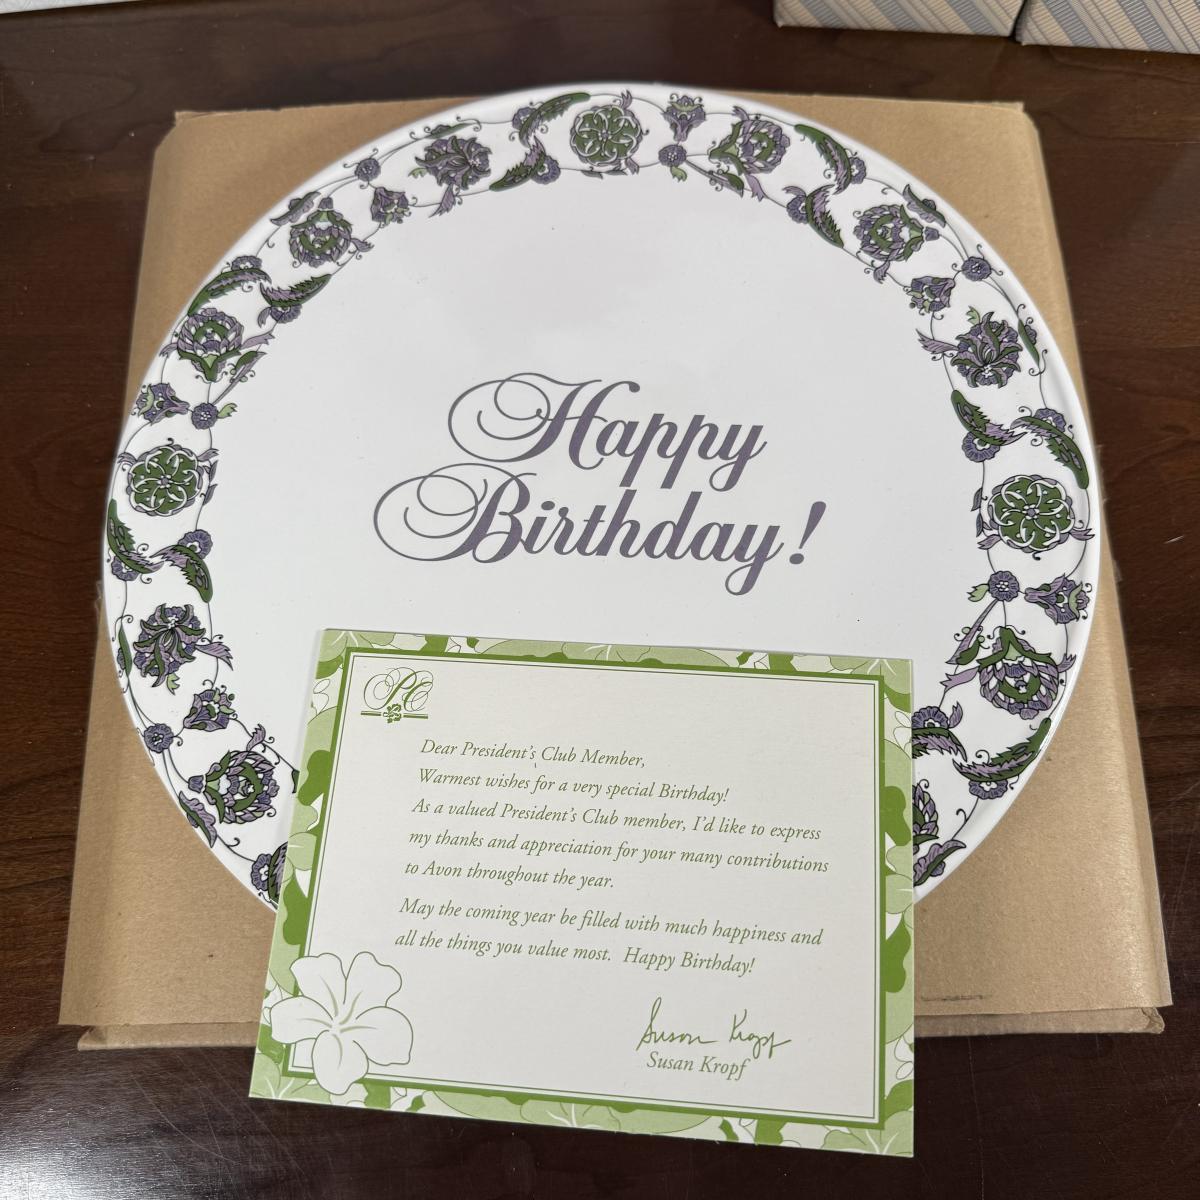 Happy
Birthday!
PC
Dear President's Club Member,
Warmest wishes for a very special Birthday!
As a valued President's Club member, I'd like to express
my thanks and appreciation for your many contributions
to Avon throughout the year.
May the coming year be filled with much happiness and
all the things you value most. Happy Birthday!
Susan Kropf
Susan Kropf